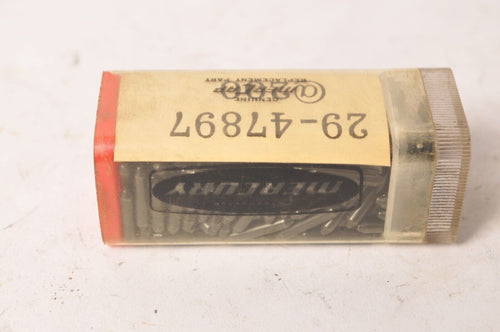 29-47897
GENUINE
REPLACEMENT PART
MERCURY